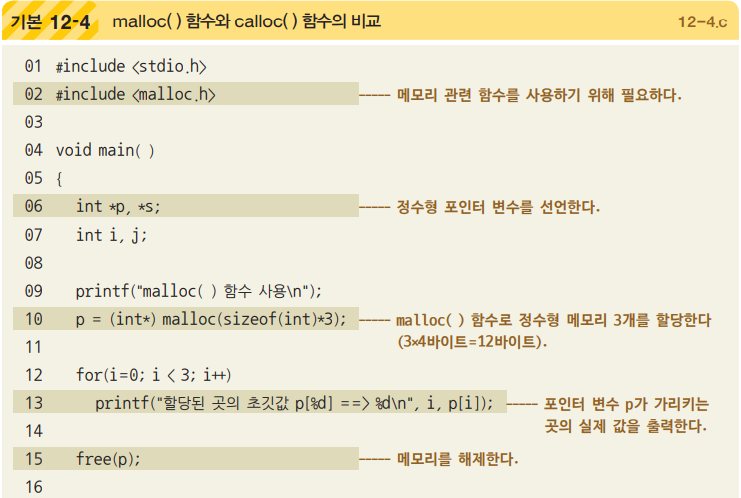 기본 12-4 malloc( ) 함수와 calloc( ) 함수의 비교 12-4.c
01 #include <stdio.h>
02 #include <malloc.h> ----- 메모리 관련 함수를 사용하기 위해 필요하다.
03
04 void main( )
05 {
06 int *p, *s; ----- 정수형 포인터 변수를 선언한다.
07 int i, j;
08
09 printf("malloc( ) 함수 사용\n");
10 p = (int*) malloc(sizeof(int)*3); ----- malloc( ) 함수로 정수형 메모리 3개를 할당한다
(3×4바이트=12바이트).
11
12 for(i=0; i < 3; i++)
13 printf("할당된 곳의 초깃값 p[%d] ==> %d\n", i, p[i]); ----- 포인터 변수 p가 가리키는
곳의 실제 값을 출력한다.
14
15 free(p); ----- 메모리를 해제한다.
16